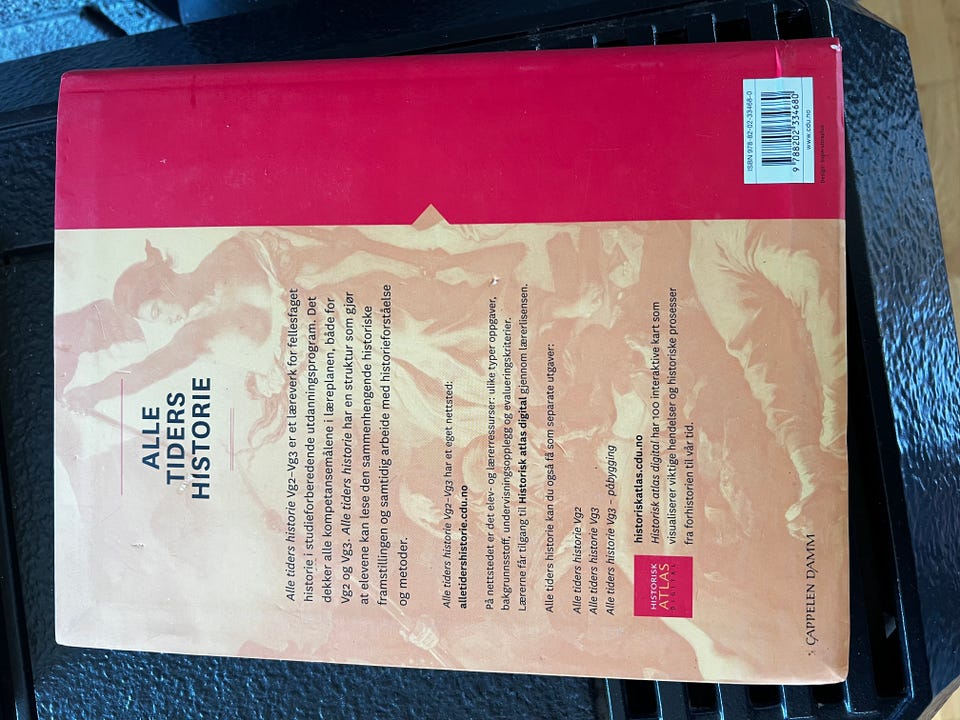 ALLE
TIDERS
HISTORIE
Alle tiders historie Vg2–Vg3 er et læreverk for fellesfaget
historie i studieforberedende utdanningsprogram. Det
dekker alle kompetansemålene i læreplanen, både for
Vg2 og Vg3. Alle tiders historie har en struktur som gjør
at elevene kan lese den sammenhengende historiske
framstillingen og samtidig arbeide med historieforståelse
og metoder.
Alle tiders historie Vg2–Vg3 har et eget nettsted:
alletidershistorie.cdu.no
På nettstedet er det elev- og lærerressurser: ulike typer oppgaver,
bakgrunnsstoff, undervisningsopplegg og evalueringskriterier.
Lærerne får tilgang til Historisk atlas digital gjennom lærerlisensen.
Alle tiders historie kan du også få som separate utgaver:
Alle tiders historie Vg2
Alle tiders historie Vg3
Alle tiders historie Vg3 – påbygging
HISTORISK
ATLAS
DIGITAL
historiskatlas.cdu.no
Historisk atlas digital har 100 interaktive kart som
visualiserer viktige hendelser og historiske prosesser
fra forhistorien til vår tid.
CAPPELEN DAMM
ISBN 978-82-02-33468-0
9 788202 334680
www.cdu.no